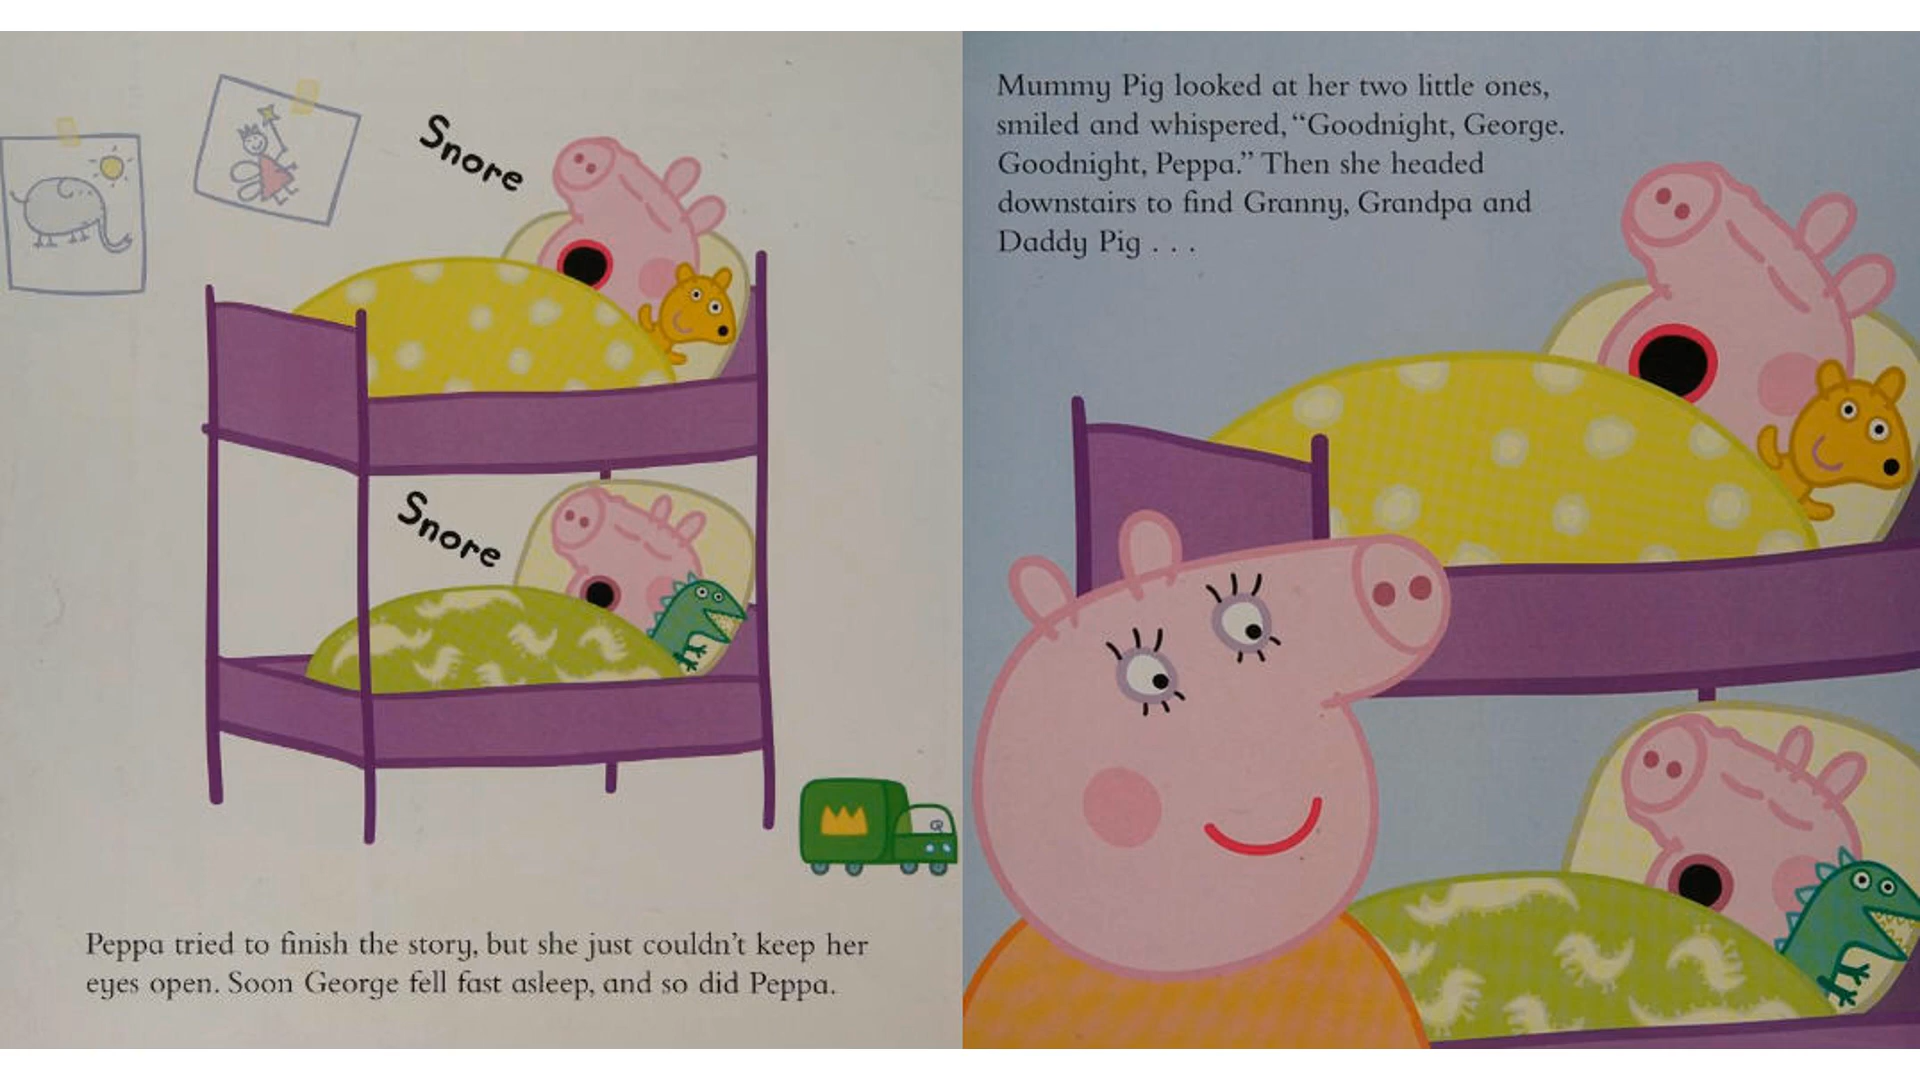 Snore
Snore
Peppa tried to finish the story, but she just couldn't keep her
eyes open. Soon George fell fast asleep, and so did Peppa.
Mummy Pig looked at her two little ones,
smiled and whispered, “Goodnight, George.
Goodnight, Peppa.” Then she headed
downstairs to find Granny, Grandpa and
Daddy Pig . . .